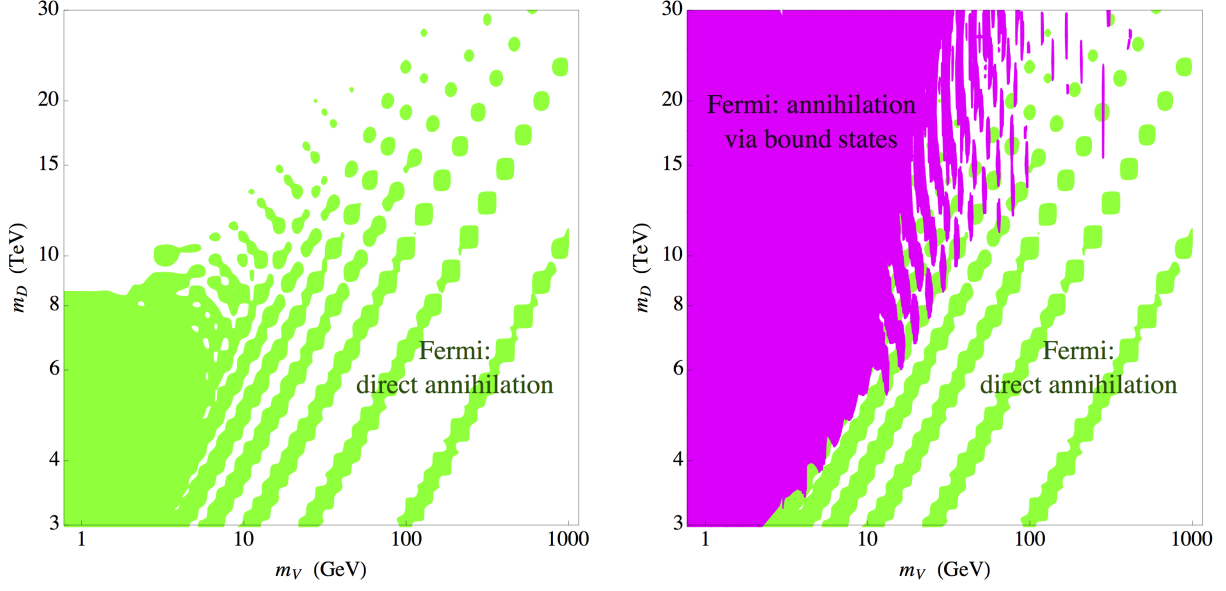 30
20
15
10
8
6
4
3
m_D (TeV)
1
10
100
1000
m_V (GeV)
Fermi:
direct annihilation
30
20
15
10
8
6
4
3
m_D (TeV)
1
10
100
1000
m_V (GeV)
Fermi: annihilation
via bound states
Fermi:
direct annihilation